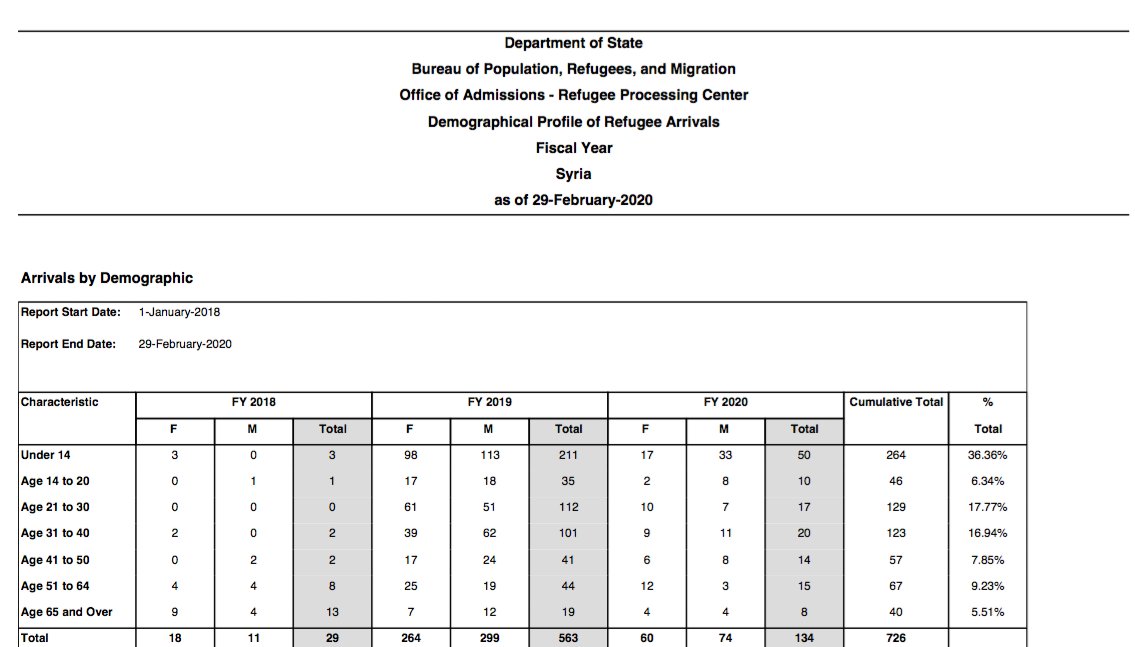 Department of State
Bureau of Population, Refugees, and Migration
Office of Admissions - Refugee Processing Center
Demographical Profile of Refugee Arrivals
Fiscal Year
Syria
as of 29-February-2020
Arrivals by Demographic
Report Start Date: 1-January-2018
Report End Date: 29-February-2020
Characteristic FY 2018 FY 2019 FY 2020 Cumulative Total %
F M Total F M Total F M Total Total
Under 14 3 0 3 98 113 211 17 33 50 264 36.36%
Age 14 to 20 0 1 1 17 18 35 2 8 10 46 6.34%
Age 21 to 30 0 0 0 61 51 112 10 7 17 129 17.77%
Age 31 to 40 2 0 2 39 62 101 9 11 20 123 16.94%
Age 41 to 50 0 2 2 17 24 41 6 8 14 57 7.85%
Age 51 to 64 4 4 8 25 19 44 12 3 15 67 9.23%
Age 65 and Over 9 4 13 7 12 19 4 4 8 40 5.51%
Total 18 11 29 264 299 563 60 74 134 726